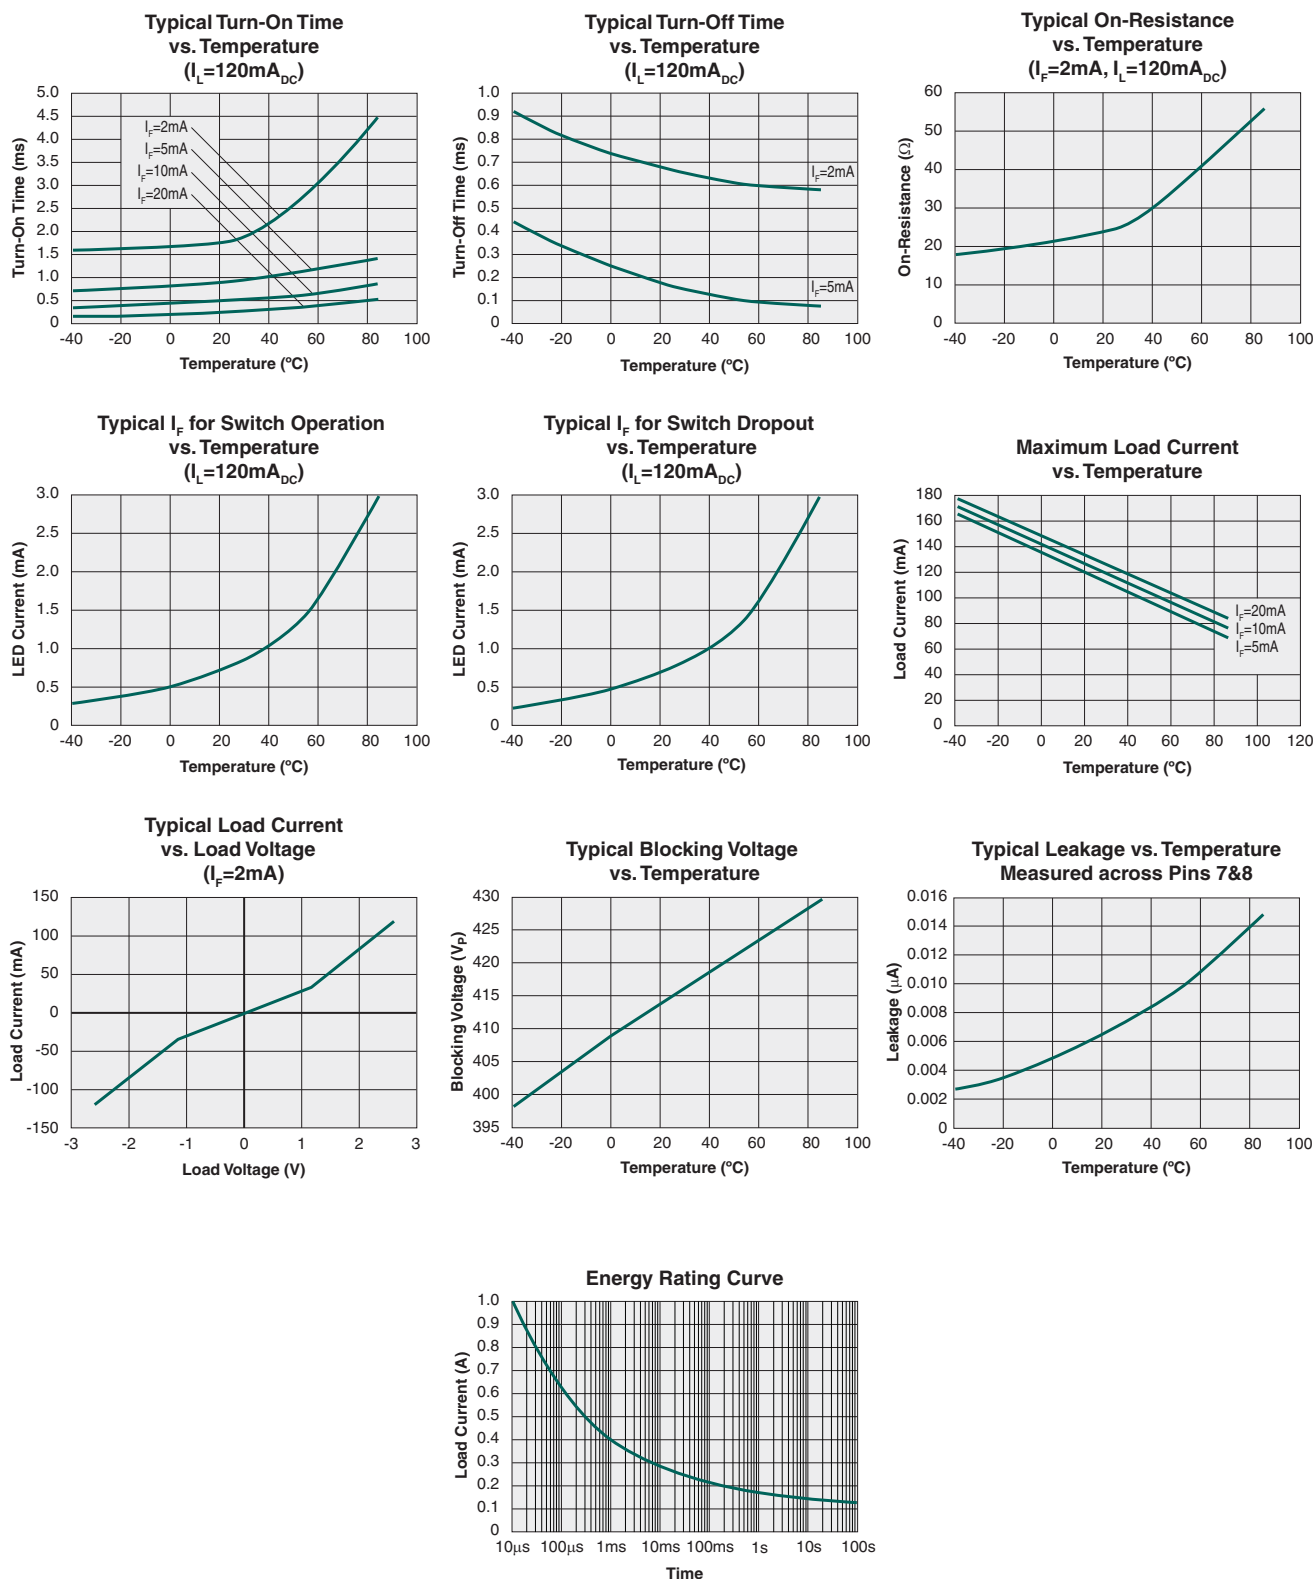 Typical Turn-On Time
vs. Temperature
(IL=120mADC)
5.0
4.5
4.0
3.5
3.0
2.5
2.0
1.5
1.0
0.5
0
Turn-On Time (ms)
IF=2mA
IF=5mA
IF=10mA
IF=20mA
-40 -20 0 20 40 60 80 100
Temperature (ºC)
Typical Turn-Off Time
vs. Temperature
(IL=120mADC)
1.0
0.9
0.8
0.7
0.6
0.5
0.4
0.3
0.2
0.1
0
Turn-Off Time (ms)
IF=2mA
IF=5mA
-40 -20 0 20 40 60 80 100
Temperature (ºC)
Typical On-Resistance
vs. Temperature
(IF=2mA, IL=120mADC)
60
50
40
30
20
10
0
On-Resistance (Ω)
-40 -20 0 20 40 60 80 100
Temperature (ºC)
Typical IF for Switch Operation
vs. Temperature
(IL=120mADC)
3.0
2.5
2.0
1.5
1.0
0.5
0
LED Current (mA)
-40 -20 0 20 40 60 80 100
Temperature (ºC)
Typical IF for Switch Dropout
vs. Temperature
(IL=120mADC)
3.0
2.5
2.0
1.5
1.0
0.5
0
LED Current (mA)
-40 -20 0 20 40 60 80 100
Temperature (ºC)
Maximum Load Current
vs. Temperature
180
160
140
120
100
80
60
40
20
0
Load Current (mA)
IF=20mA
IF=10mA
IF=5mA
-40 -20 0 20 40 60 80 100 120
Temperature (ºC)
Typical Load Current
vs. Load Voltage
(IF=2mA)
150
100
50
0
-50
-100
-150
Load Current (mA)
-3 -2 -1 0 1 2 3
Load Voltage (V)
Typical Blocking Voltage
vs. Temperature
430
425
420
415
410
405
400
395
Blocking Voltage (VP)
-40 -20 0 20 40 60 80 100
Temperature (ºC)
Typical Leakage vs. Temperature
Measured across Pins 7&8
0.016
0.014
0.012
0.010
0.008
0.006
0.004
0.002
0
Leakage (μA)
-40 -20 0 20 40 60 80 100
Temperature (ºC)
Energy Rating Curve
1.0
0.9
0.8
0.7
0.6
0.5
0.4
0.3
0.2
0.1
0
Load Current (A)
10μs 100μs 1ms 10ms 100ms 1s 10s 100s
Time